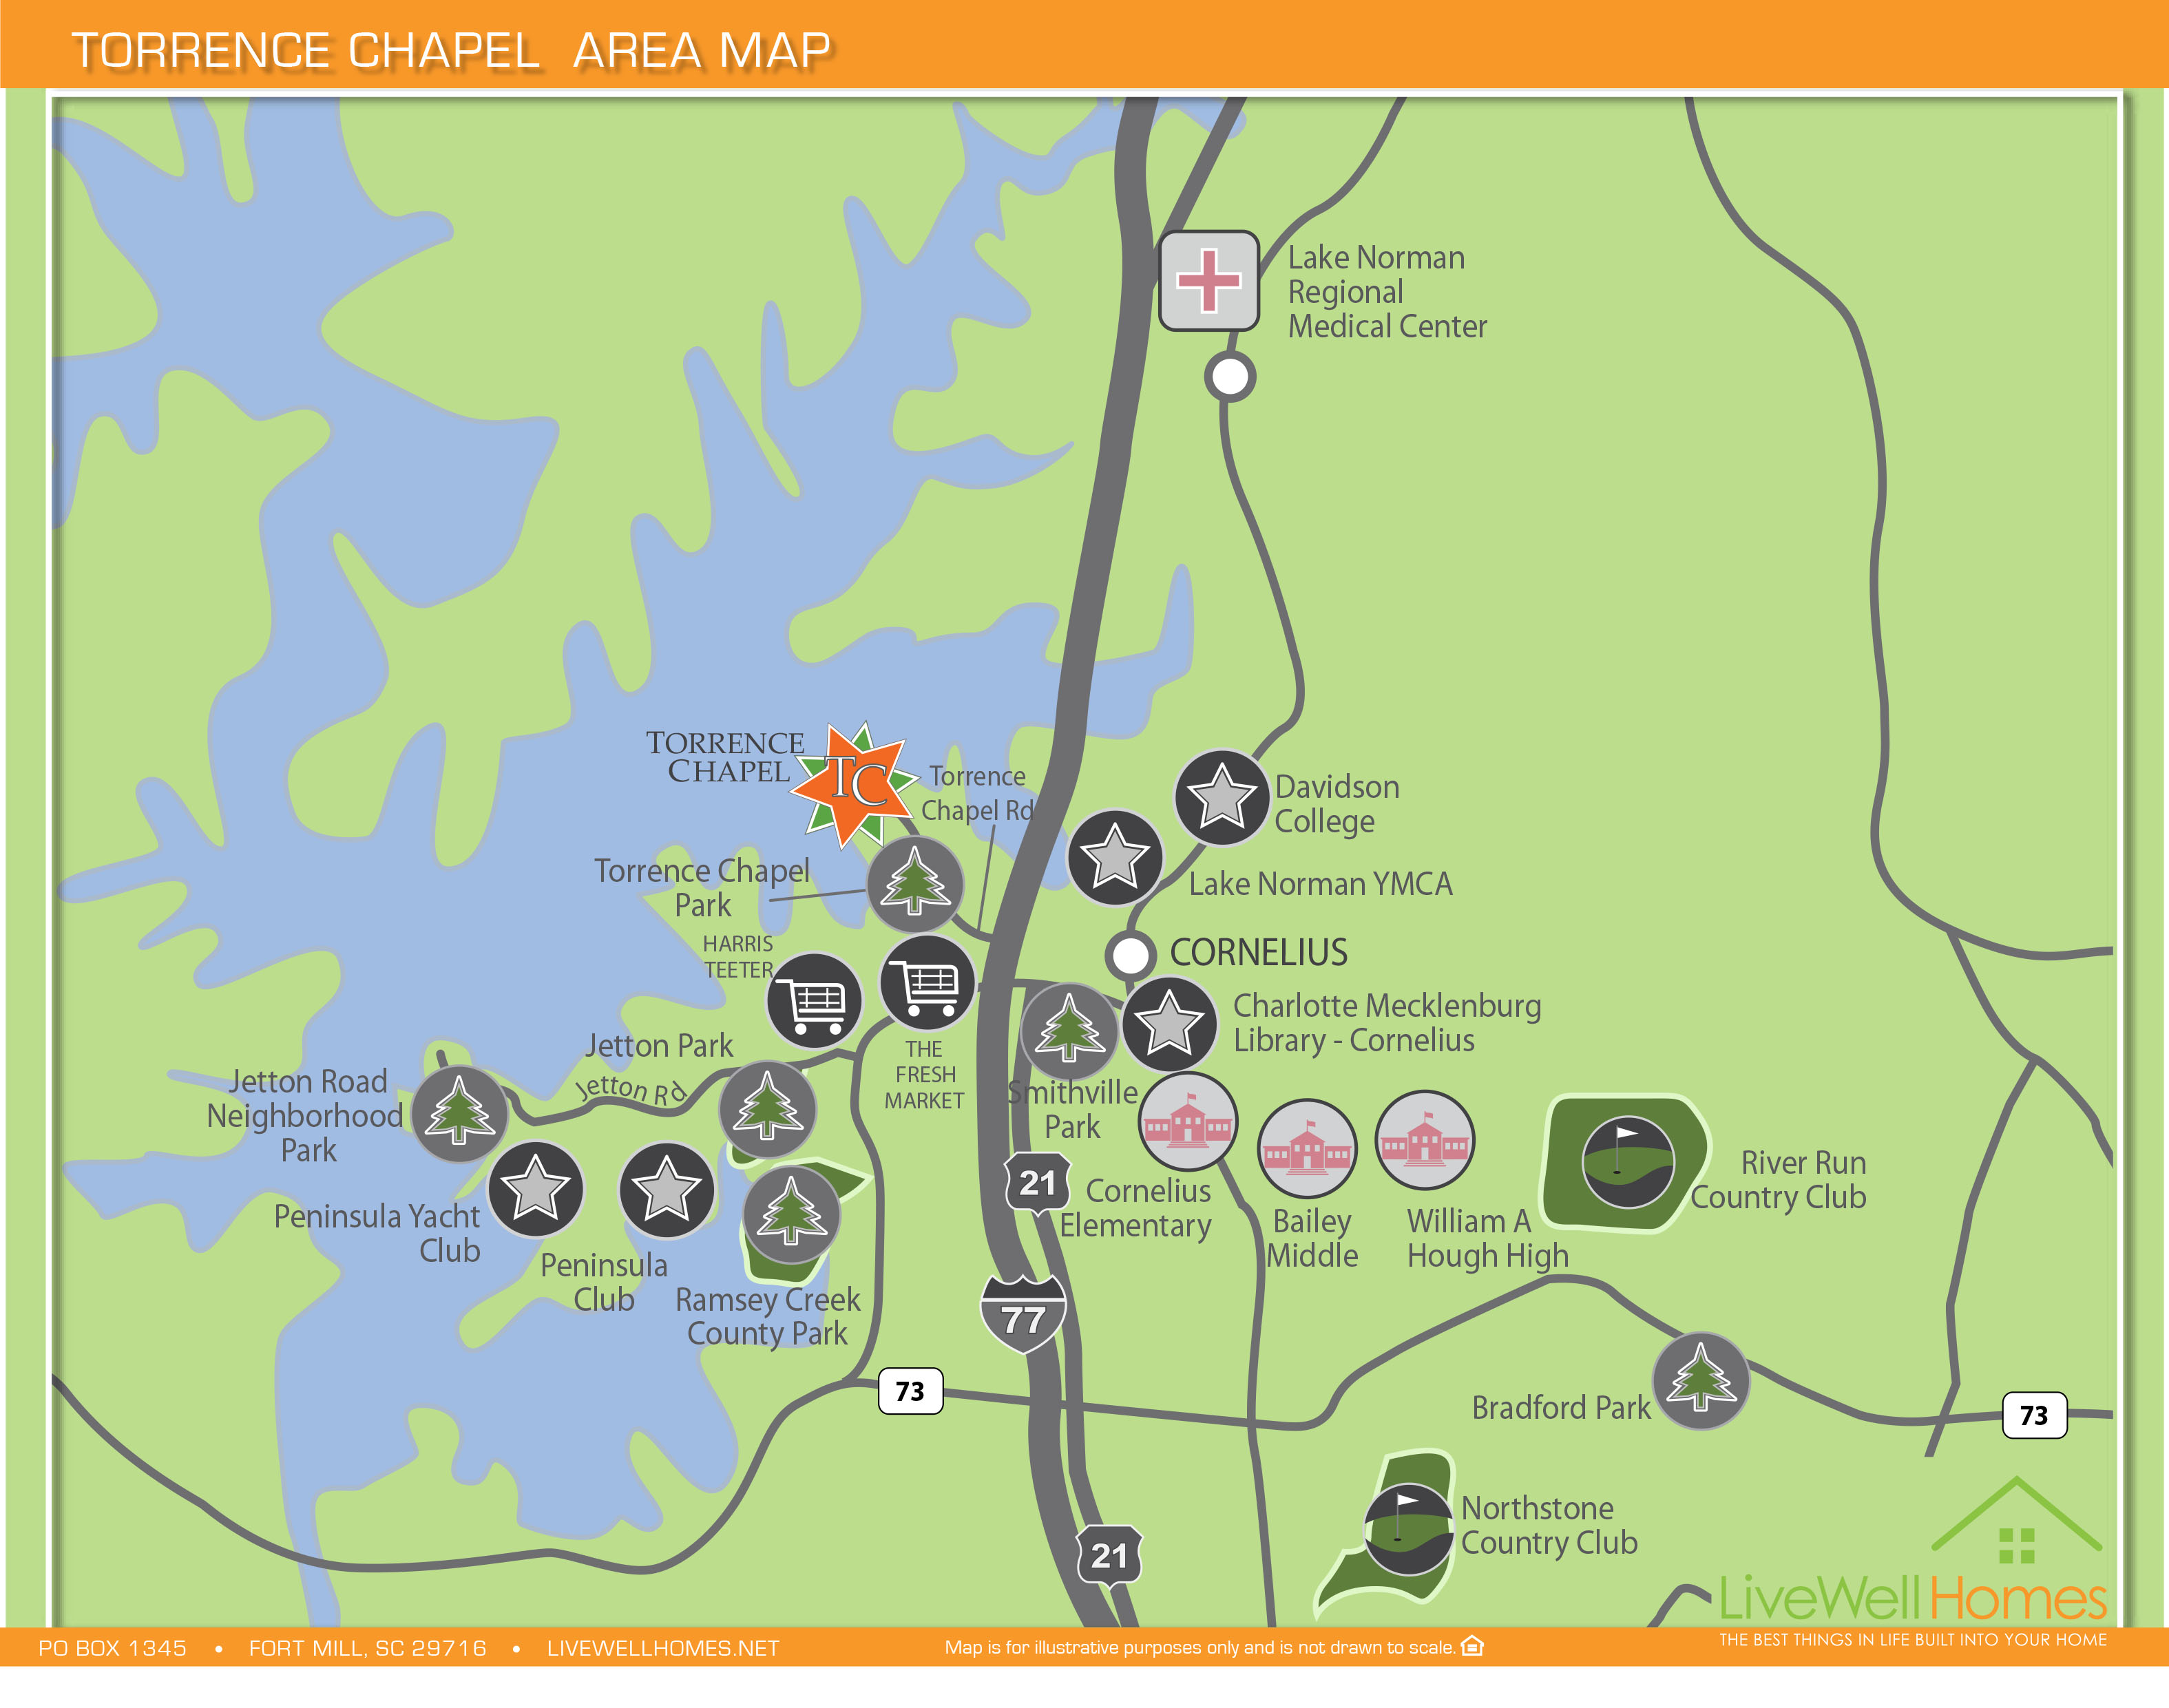 TORRENCE CHAPEL AREA MAP
Lake Norman
Regional
Medical Center
TORRENCE
CHAPEL
TC
Torrence
Chapel Rd
Davidson
College
Torrence Chapel
Park
Lake Norman YMCA
HARRIS
TEETER
CORNELIUS
Charlotte Mecklenburg
Library - Cornelius
Jetton Park
THE
FRESH
MARKET
Jetton Rd
Jetton Road
Neighborhood
Park
Smithville
Park
Peninsula Yacht
Club
Peninsula
Club
Ramsey Creek
County Park
21
Cornelius
Elementary
Bailey
Middle
William A
Hough High
River Run
Country Club
77
73
Bradford Park
73
Northstone
Country Club
21
LiveWellHomes
THE BEST THINGS IN LIFE BUILT INTO YOUR HOME
PO BOX 1345 • FORT MILL, SC 29716 • LIVEWELLHOMES.NET
Map is for illustrative purposes only and is not drawn to scale.